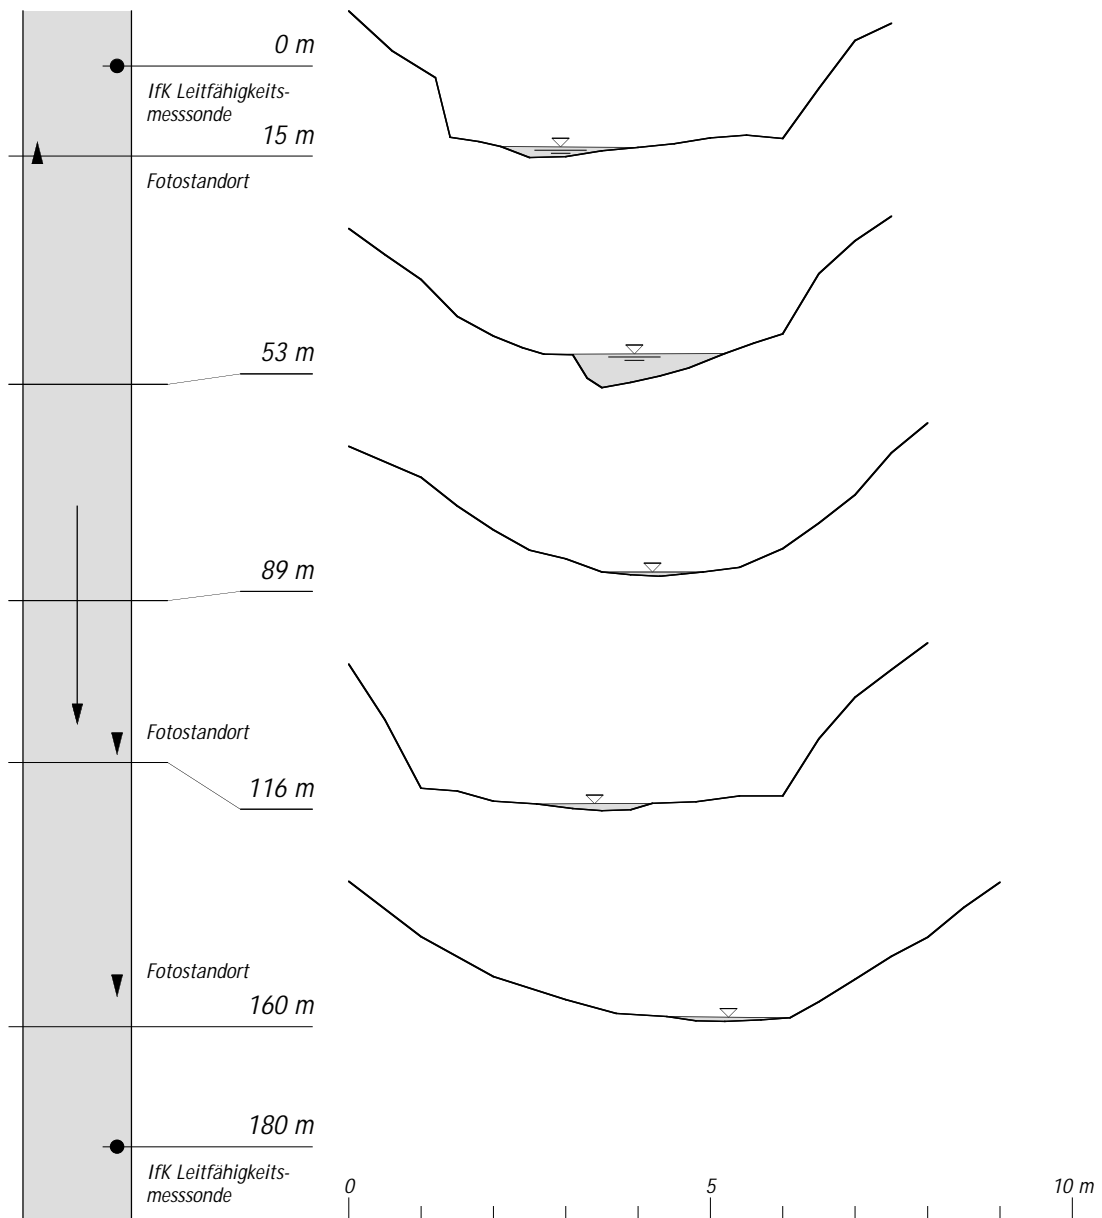 0 m
IfK Leitfähigkeits-
messsonde
15 m
Fotostandort
53 m
89 m
Fotostandort
116 m
Fotostandort
160 m
180 m
IfK Leitfähigkeits-
messsonde
0 5 10 m